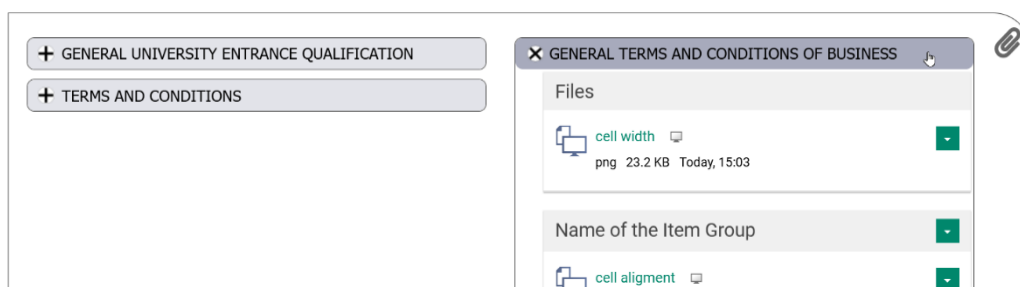 GENERAL UNIVERSITY ENTRANCE QUALIFICATION
TERMS AND CONDITIONS
GENERAL TERMS AND CONDITIONS OF BUSINESS
Files
cell width
png 23.2 KB Today, 15:03
Name of the Item Group
cell aligment